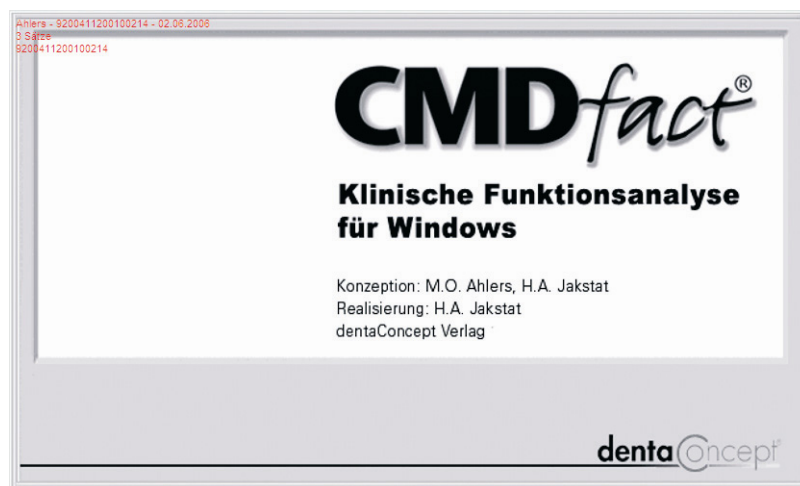 Ahlers - 9200411200100214 - 02.06.2006
3 Sätze
9200411200100214
CMDfact®
Klinische Funktionsanalyse
für Windows
Konzeption: M.O. Ahlers, H.A. Jakstat
Realisierung: H.A. Jakstat
dentaConcept Verlag
dentaConcept®